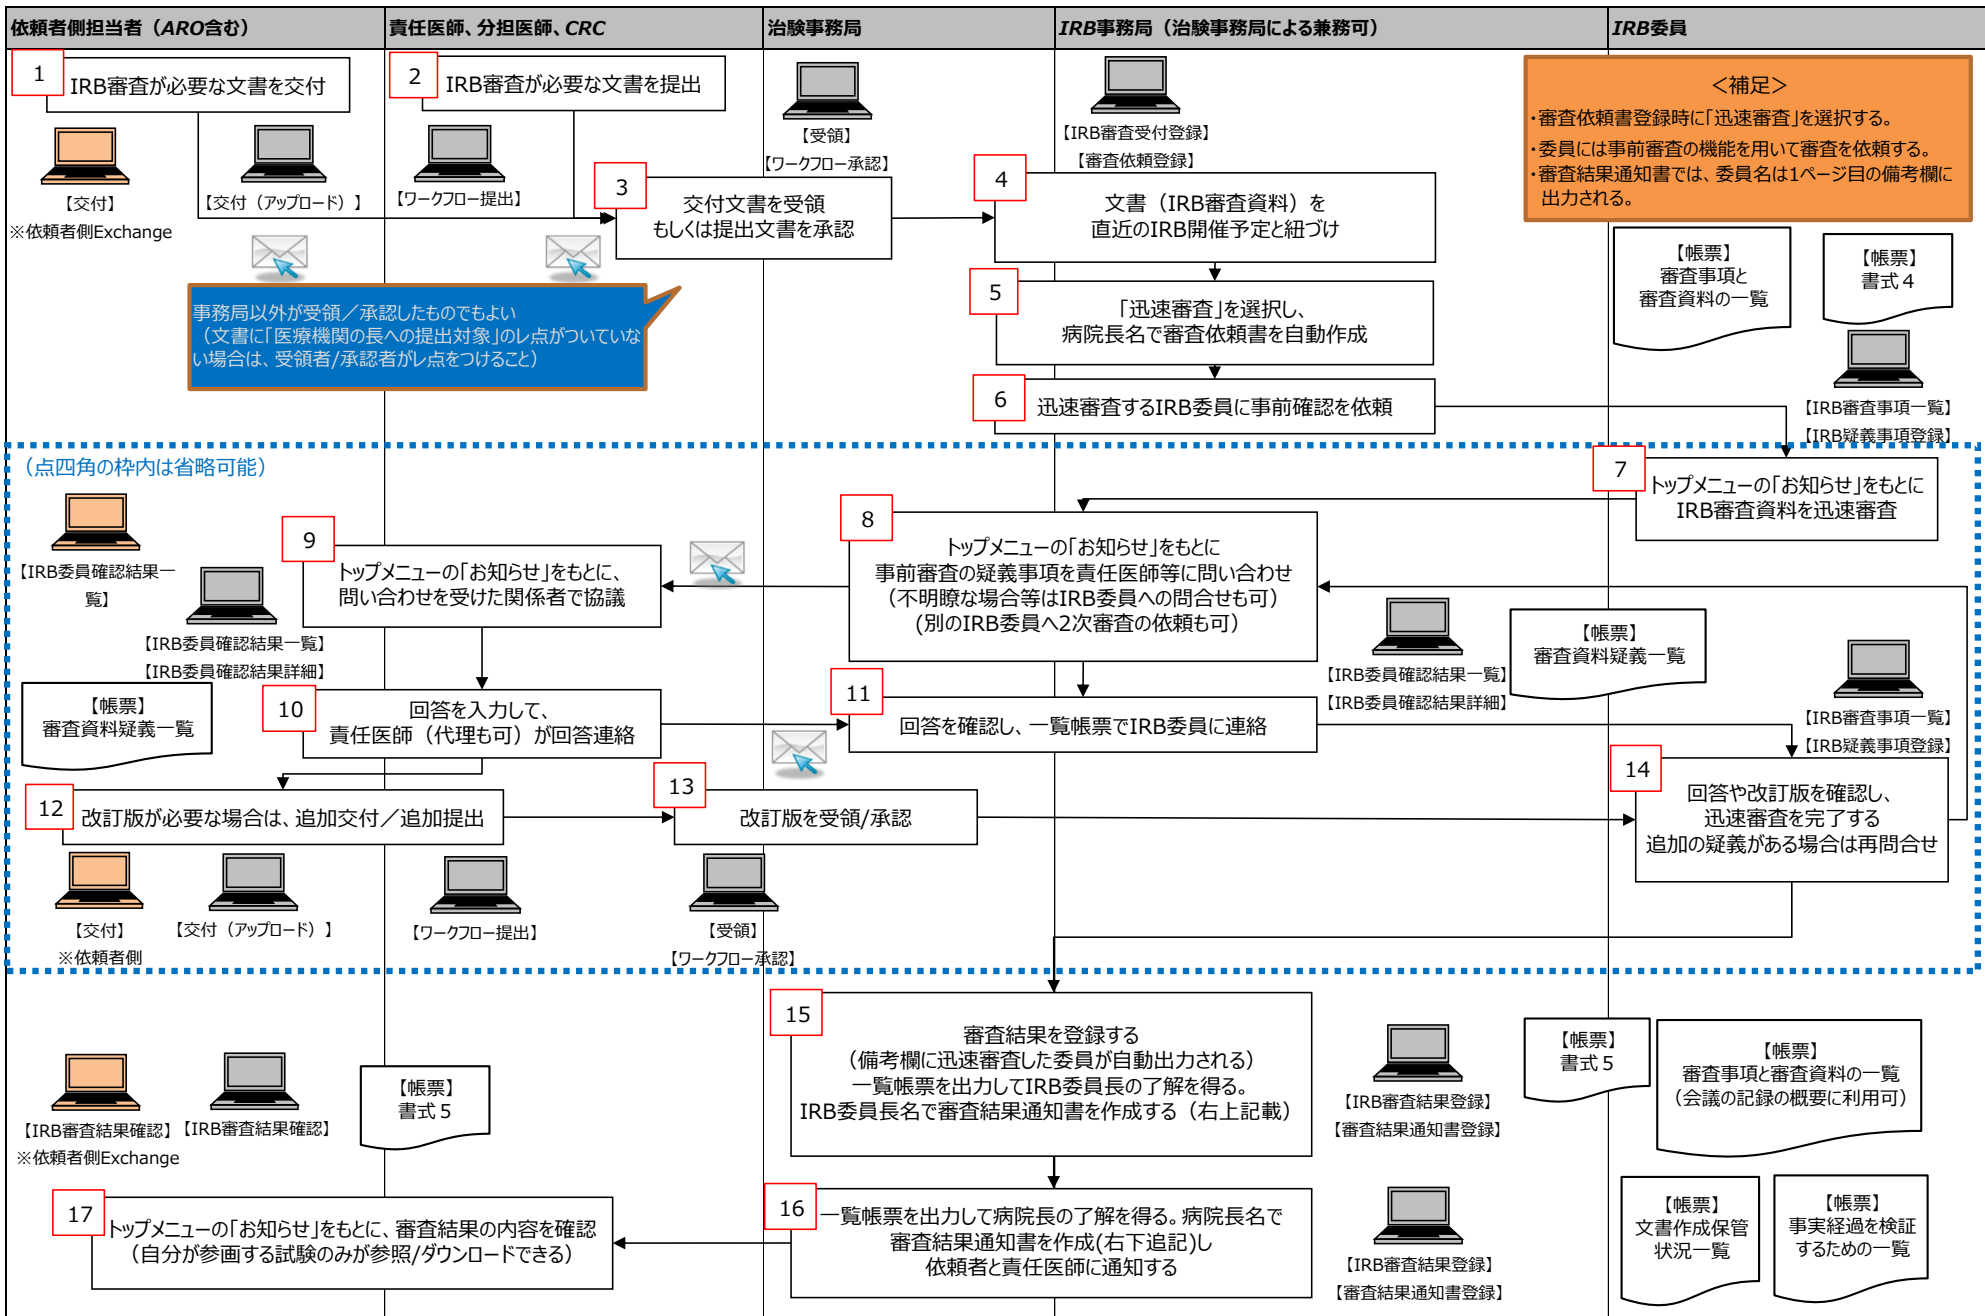 依頼者側担当者（ARO含む）
責任医師、分担医師、CRC
治験事務局
IRB事務局（治験事務局による兼務可）
IRB委員
1
IRB審査が必要な文書を交付
【交付】
※依頼者側Exchange
【交付（アップロード）】
2
IRB審査が必要な文書を提出
【ワークフロー提出】
【受領】
【ワークフロー承認】
3
交付文書を受領
もしくは提出文書を承認
事務局以外が受領／承認したものでもよい
（文書に「医療機関の長への提出対象」のレ点がついていな
い場合は、受領者/承認者がレ点をつけること）
【IRB審査受付登録】
【審査依頼登録】
4
文書（IRB審査資料）を
直近のIRB開催予定と紐づけ
5
「迅速審査」を選択し、
病院長名で審査依頼書を自動作成
6
迅速審査するIRB委員に事前確認を依頼
＜補足＞
・審査依頼書登録時に「迅速審査」を選択する。
・委員には事前審査の機能を用いて審査を依頼する。
・審査結果通知書では、委員名は1ページ目の備考欄に
出力される。
【帳票】
審査事項と
審査資料の一覧
【帳票】
書式４
【IRB審査事項一覧】
【IRB疑義事項登録】
（点四角の枠内は省略可能）
7
トップメニューの「お知らせ」をもとに
IRB審査資料を迅速審査
8
トップメニューの「お知らせ」をもとに
事前審査の疑義事項を責任医師等に問い合わせ
（不明瞭な場合等はIRB委員への問合せも可）
(別のIRB委員へ2次審査の依頼も可）
【IRB委員確認結果一覧】
【IRB委員確認結果詳細】
【帳票】
審査資料疑義一覧
9
トップメニューの「お知らせ」をもとに、
問い合わせを受けた関係者で協議
【IRB委員確認結果一
覧】
【IRB委員確認結果一覧】
【IRB委員確認結果詳細】
【帳票】
審査資料疑義一覧
10
回答を入力して、
責任医師（代理も可）が回答連絡
11
回答を確認し、一覧帳票でIRB委員に連絡
【IRB審査事項一覧】
【IRB疑義事項登録】
12
改訂版が必要な場合は、追加交付／追加提出
【交付】
※依頼者側
【交付（アップロード）】
【ワークフロー提出】
13
改訂版を受領/承認
【受領】
【ワークフロー承認】
14
回答や改訂版を確認し、
迅速審査を完了する
追加の疑義がある場合は再問合せ
15
審査結果を登録する
（備考欄に迅速審査した委員が自動出力される）
一覧帳票を出力してIRB委員長の了解を得る。
IRB委員長名で審査結果通知書を作成する（右上記載）
【IRB審査結果登録】
【審査結果通知書登録】
【帳票】
書式５
【帳票】
審査事項と審査資料の一覧
（会議の記録の概要に利用可）
16
一覧帳票を出力して病院長の了解を得る。病院長名で
審査結果通知書を作成(右下追記)し
依頼者と責任医師に通知する
【IRB審査結果登録】
【審査結果通知書登録】
【帳票】
文書作成保管
状況一覧
【帳票】
事実経過を検証
するための一覧
【IRB審査結果確認】
※依頼者側Exchange
【IRB審査結果確認】
【帳票】
書式５
17
トップメニューの「お知らせ」をもとに、審査結果の内容を確認
（自分が参画する試験のみが参照/ダウンロードできる）